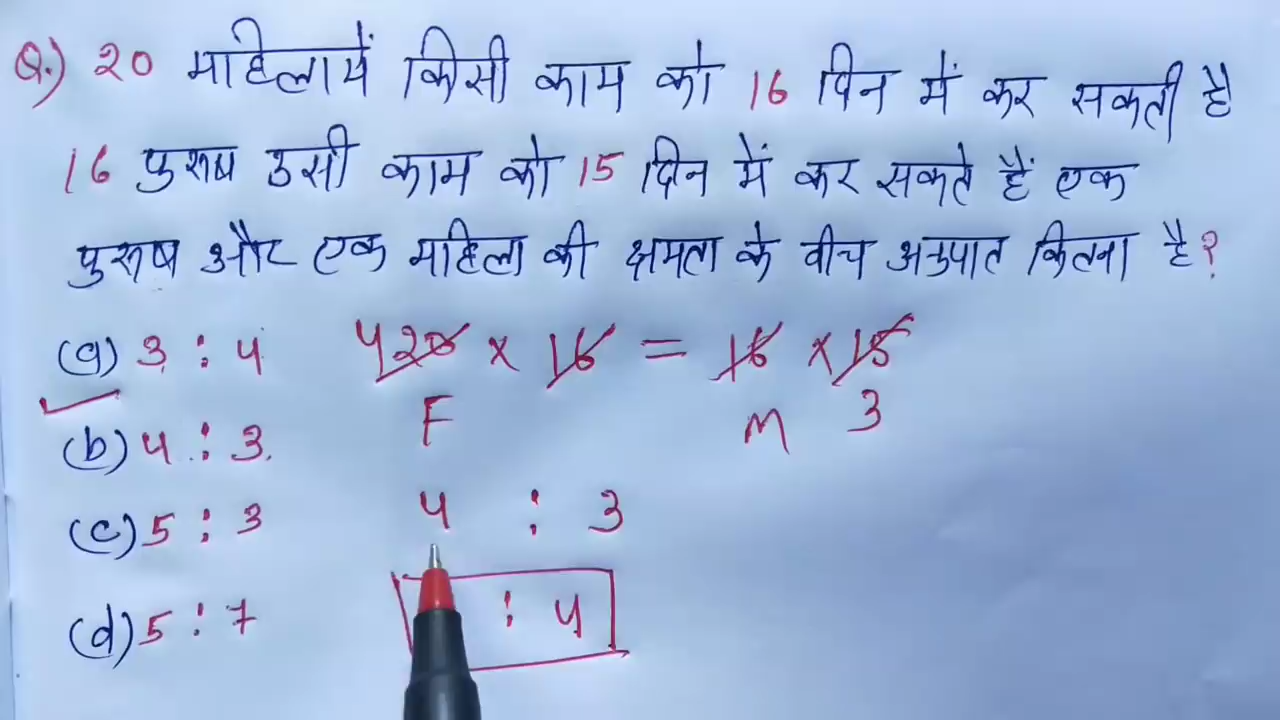 Q.) 20 महिलायें किसी काम को 16 दिन में कर सकती है
16 पुरुष उसी काम को 15 दिन में कर सकते हैं एक
पुरुष और एक महिला की क्षमता के बीच अनुपात कितना है?
(a) 3 : 4
4 20 × 16 = 16 × 15
F M 3
(b) 4 : 3
(c) 5 : 3
4 : 3
(d) 5 : 7
: 4